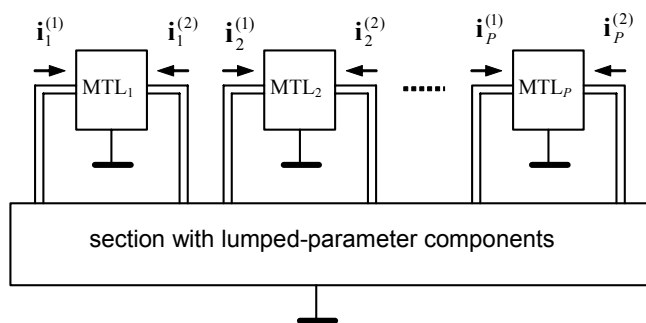 i₁⁽¹⁾ i₁⁽²⁾ i₂⁽¹⁾ i₂⁽²⁾ i_P⁽¹⁾ i_P⁽²⁾
MTL₁ MTL₂ MTL_P
section with lumped-parameter components